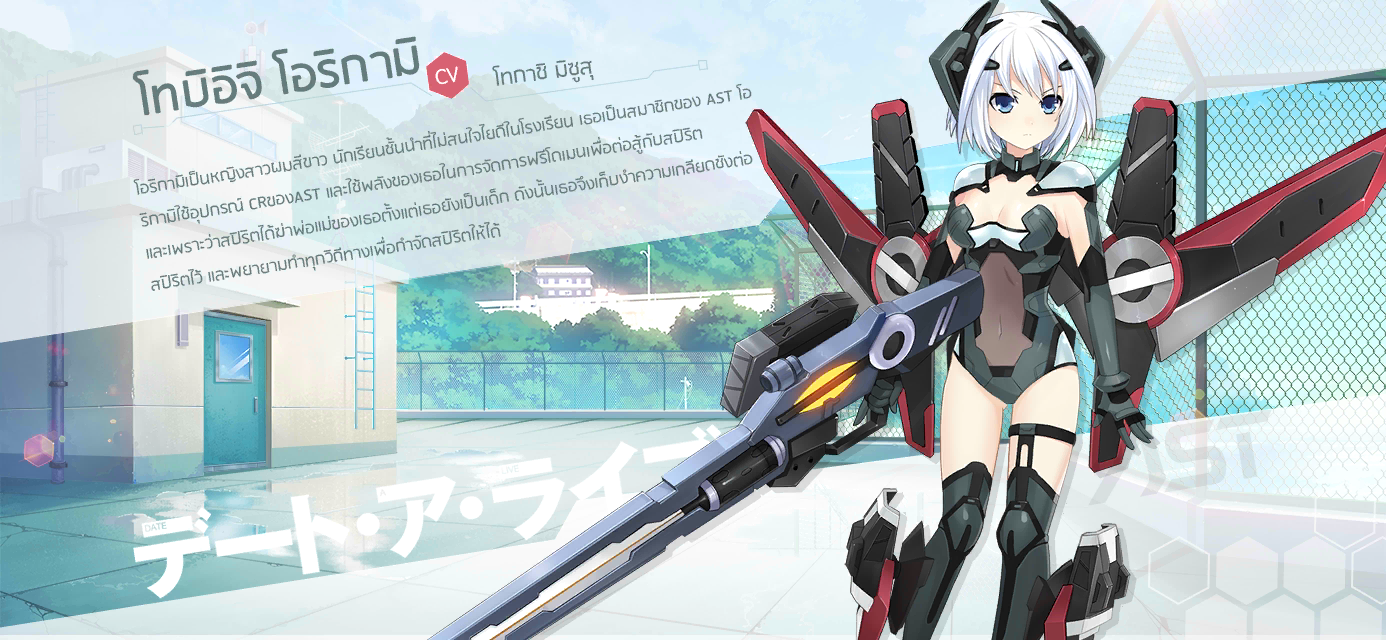 โทบิอิจิ โอริกามิ
CV
โทกาชิ มิซูสุ
โอริกามิเป็นหญิงสาวผมสีขาว นักเรียนชั้นนำที่ไม่สนใจใยดีในโรงเรียน เธอเป็นสมาชิกของ AST โอ
ริกามิใช้อุปกรณ์ CRของAST และใช้พลังของเธอในการจัดการฟรีโดเมนเพื่อต่อสู้กับสปิริต
และเพราะว่าสปิริตได้ฆ่าพ่อแม่ของเธอตั้งแต่เธอยังเป็นเด็ก ดังนั้นเธอจึงเก็บงำความเกลียดชังต่อ
สปิริตไว้ และพยายามทำทุกวิถีทางเพื่อกำจัดสปิริตให้ได้
DATE
LIVE
デート・ア・ライブ
AST